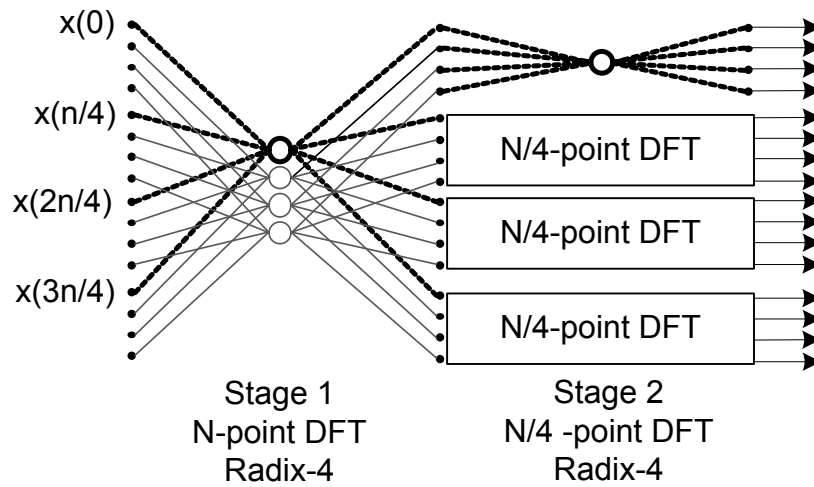 x(0)
x(n/4)
x(2n/4)
x(3n/4)
N/4-point DFT
N/4-point DFT
N/4-point DFT
Stage 1
N-point DFT
Radix-4
Stage 2
N/4 -point DFT
Radix-4